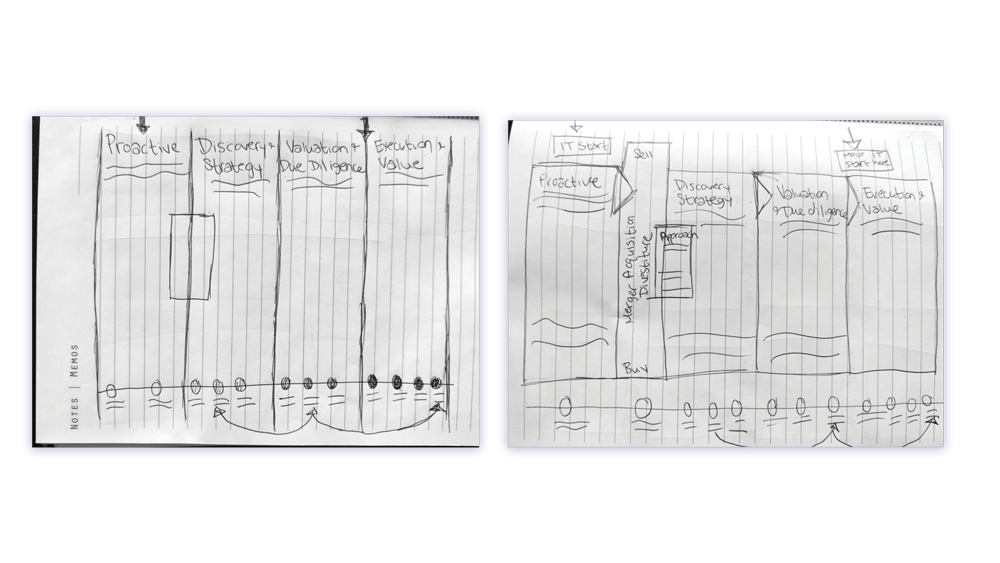 Proactive
Discovery &
Strategy
Valuation &
Due Diligence
Execution &
Value
NOTES | MEMOS
IT Start
Sell
Most IT
start here
Proactive
Discovery
Strategy
Valuation
& Due diligence
Execution &
Value
Approach
Merger Acquisition
Divestiture
Buy